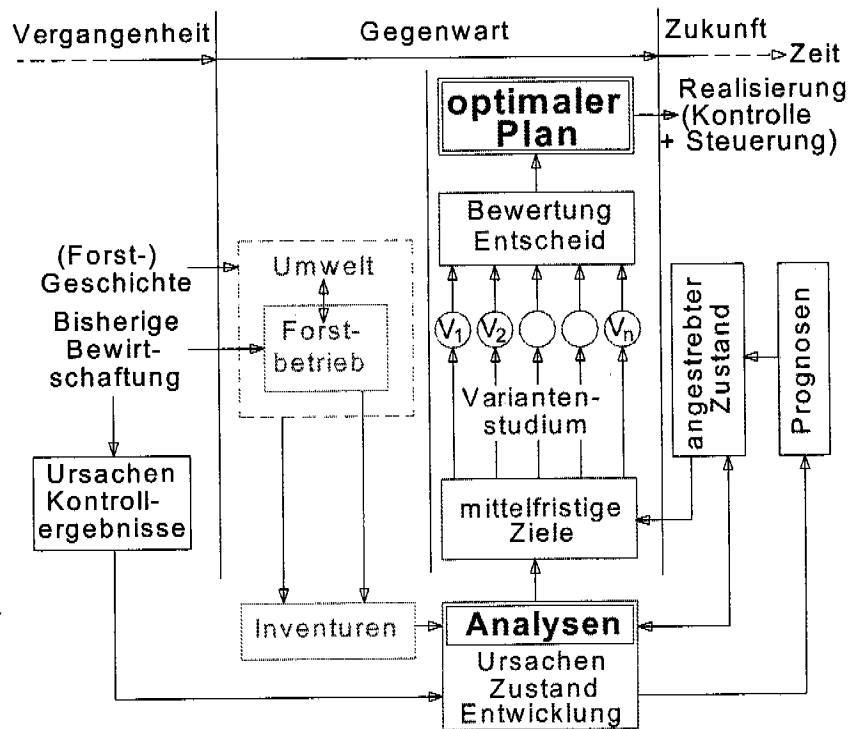 Vergangenheit
Gegenwart
Zukunft
Zeit
optimaler
Plan
Realisierung
(Kontrolle
+ Steuerung)
Bewertung
Entscheid
(Forst-)
Geschichte
Umwelt
Bisherige
Bewirt-
schaftung
Forst-
betrieb
V1
V2
Vn
angestrebter
Zustand
Prognosen
Varianten-
studium
Ursachen
Kontroll-
ergebnisse
mittelfristige
Ziele
Inventuren
Analysen
Ursachen
Zustand
Entwicklung